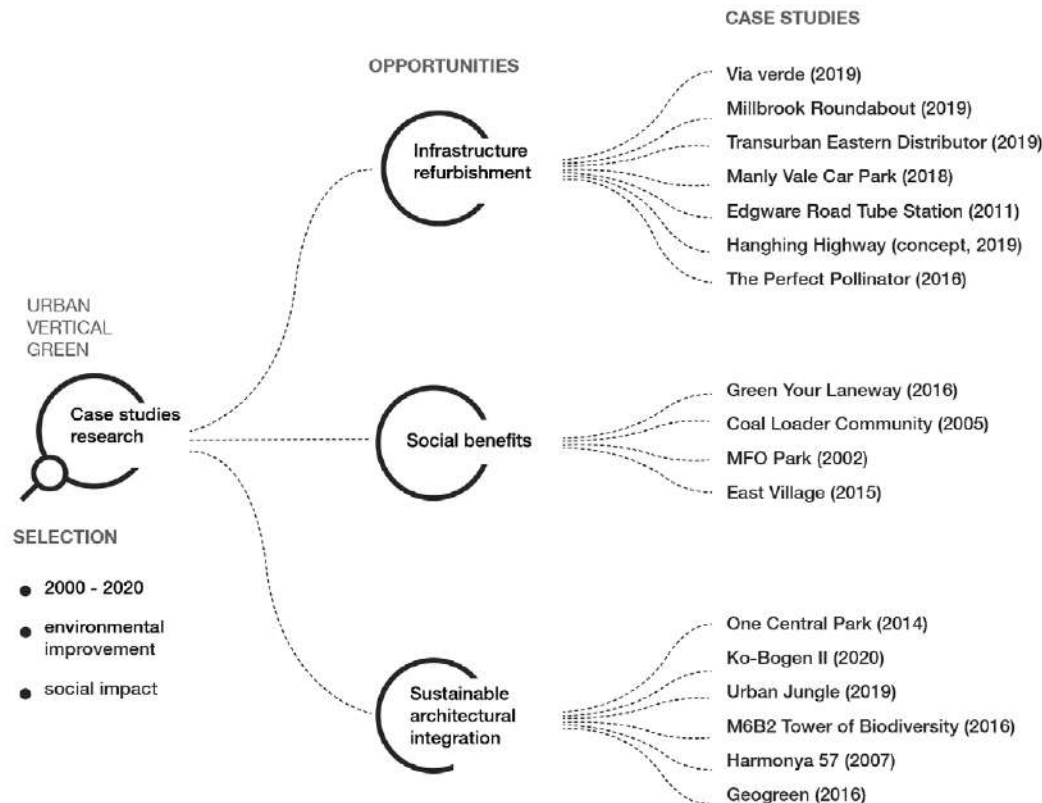 CASE STUDIES
OPPORTUNITIES
Via verde (2019)
Millbrook Roundabout (2019)
Transurban Eastern Distributor (2019)
Manly Vale Car Park (2018)
Edgware Road Tube Station (2011)
Hanghing Highway (concept, 2019)
The Perfect Pollinator (2016)
Infrastructure
refurbishment
URBAN
VERTICAL
GREEN
Case studies
research
Social benefits
Green Your Laneway (2016)
Coal Loader Community (2005)
MFO Park (2002)
East Village (2015)
SELECTION
2000 - 2020
environmental
improvement
social impact
Sustainable
architectural
integration
One Central Park (2014)
Ko-Bogen II (2020)
Urban Jungle (2019)
M6B2 Tower of Biodiversity (2016)
Harmonya 57 (2007)
Geogreen (2016)